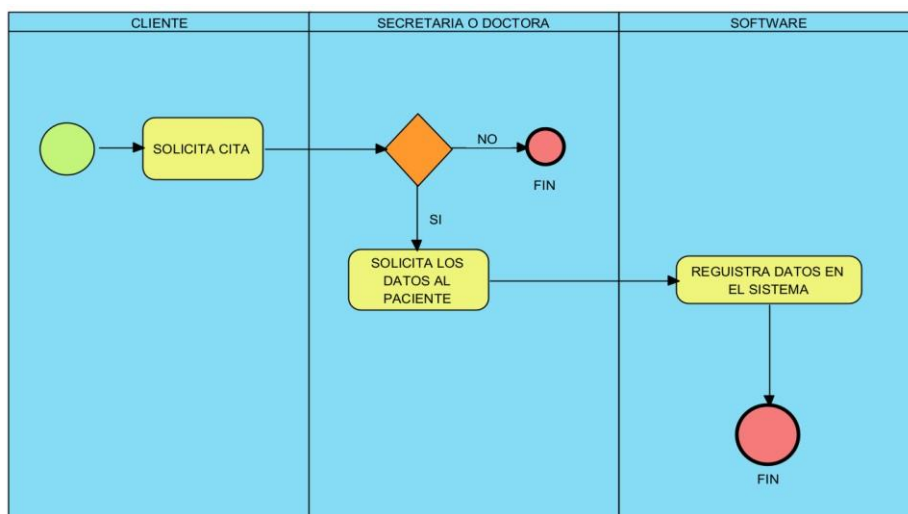 CLIENTE
SECRETARIA O DOCTORA
SOFTWARE
SOLICITA CITA
NO
FIN
SI
SOLICITA LOS
DATOS AL
PACIENTE
REGUISTRA DATOS EN
EL SISTEMA
FIN